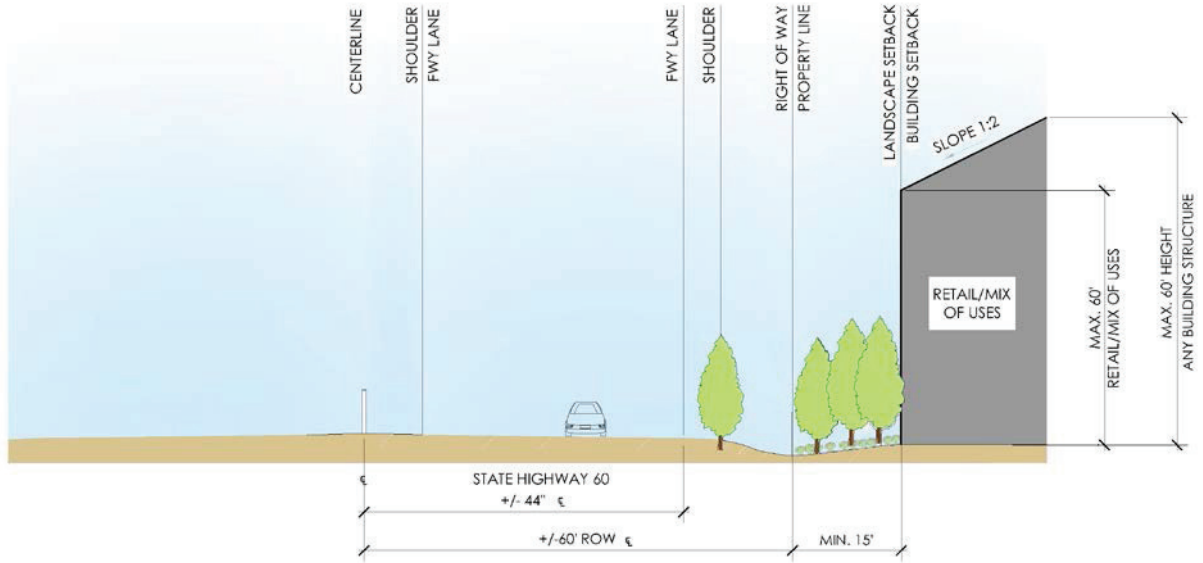 CENTERLINE
SHOULDER
FWY LANE
FWY LANE
SHOULDER
RIGHT OF WAY
PROPERTY LINE
LANDSCAPE SETBACK
BUILDING SETBACK
SLOPE 1:2
RETAIL/MIX
OF USES
MAX. 60'
RETAIL/MIX OF USES
MAX. 60' HEIGHT
ANY BUILDING STRUCTURE
℄
STATE HIGHWAY 60
+/- 44" ℄
+/-60' ROW ℄
MIN. 15'